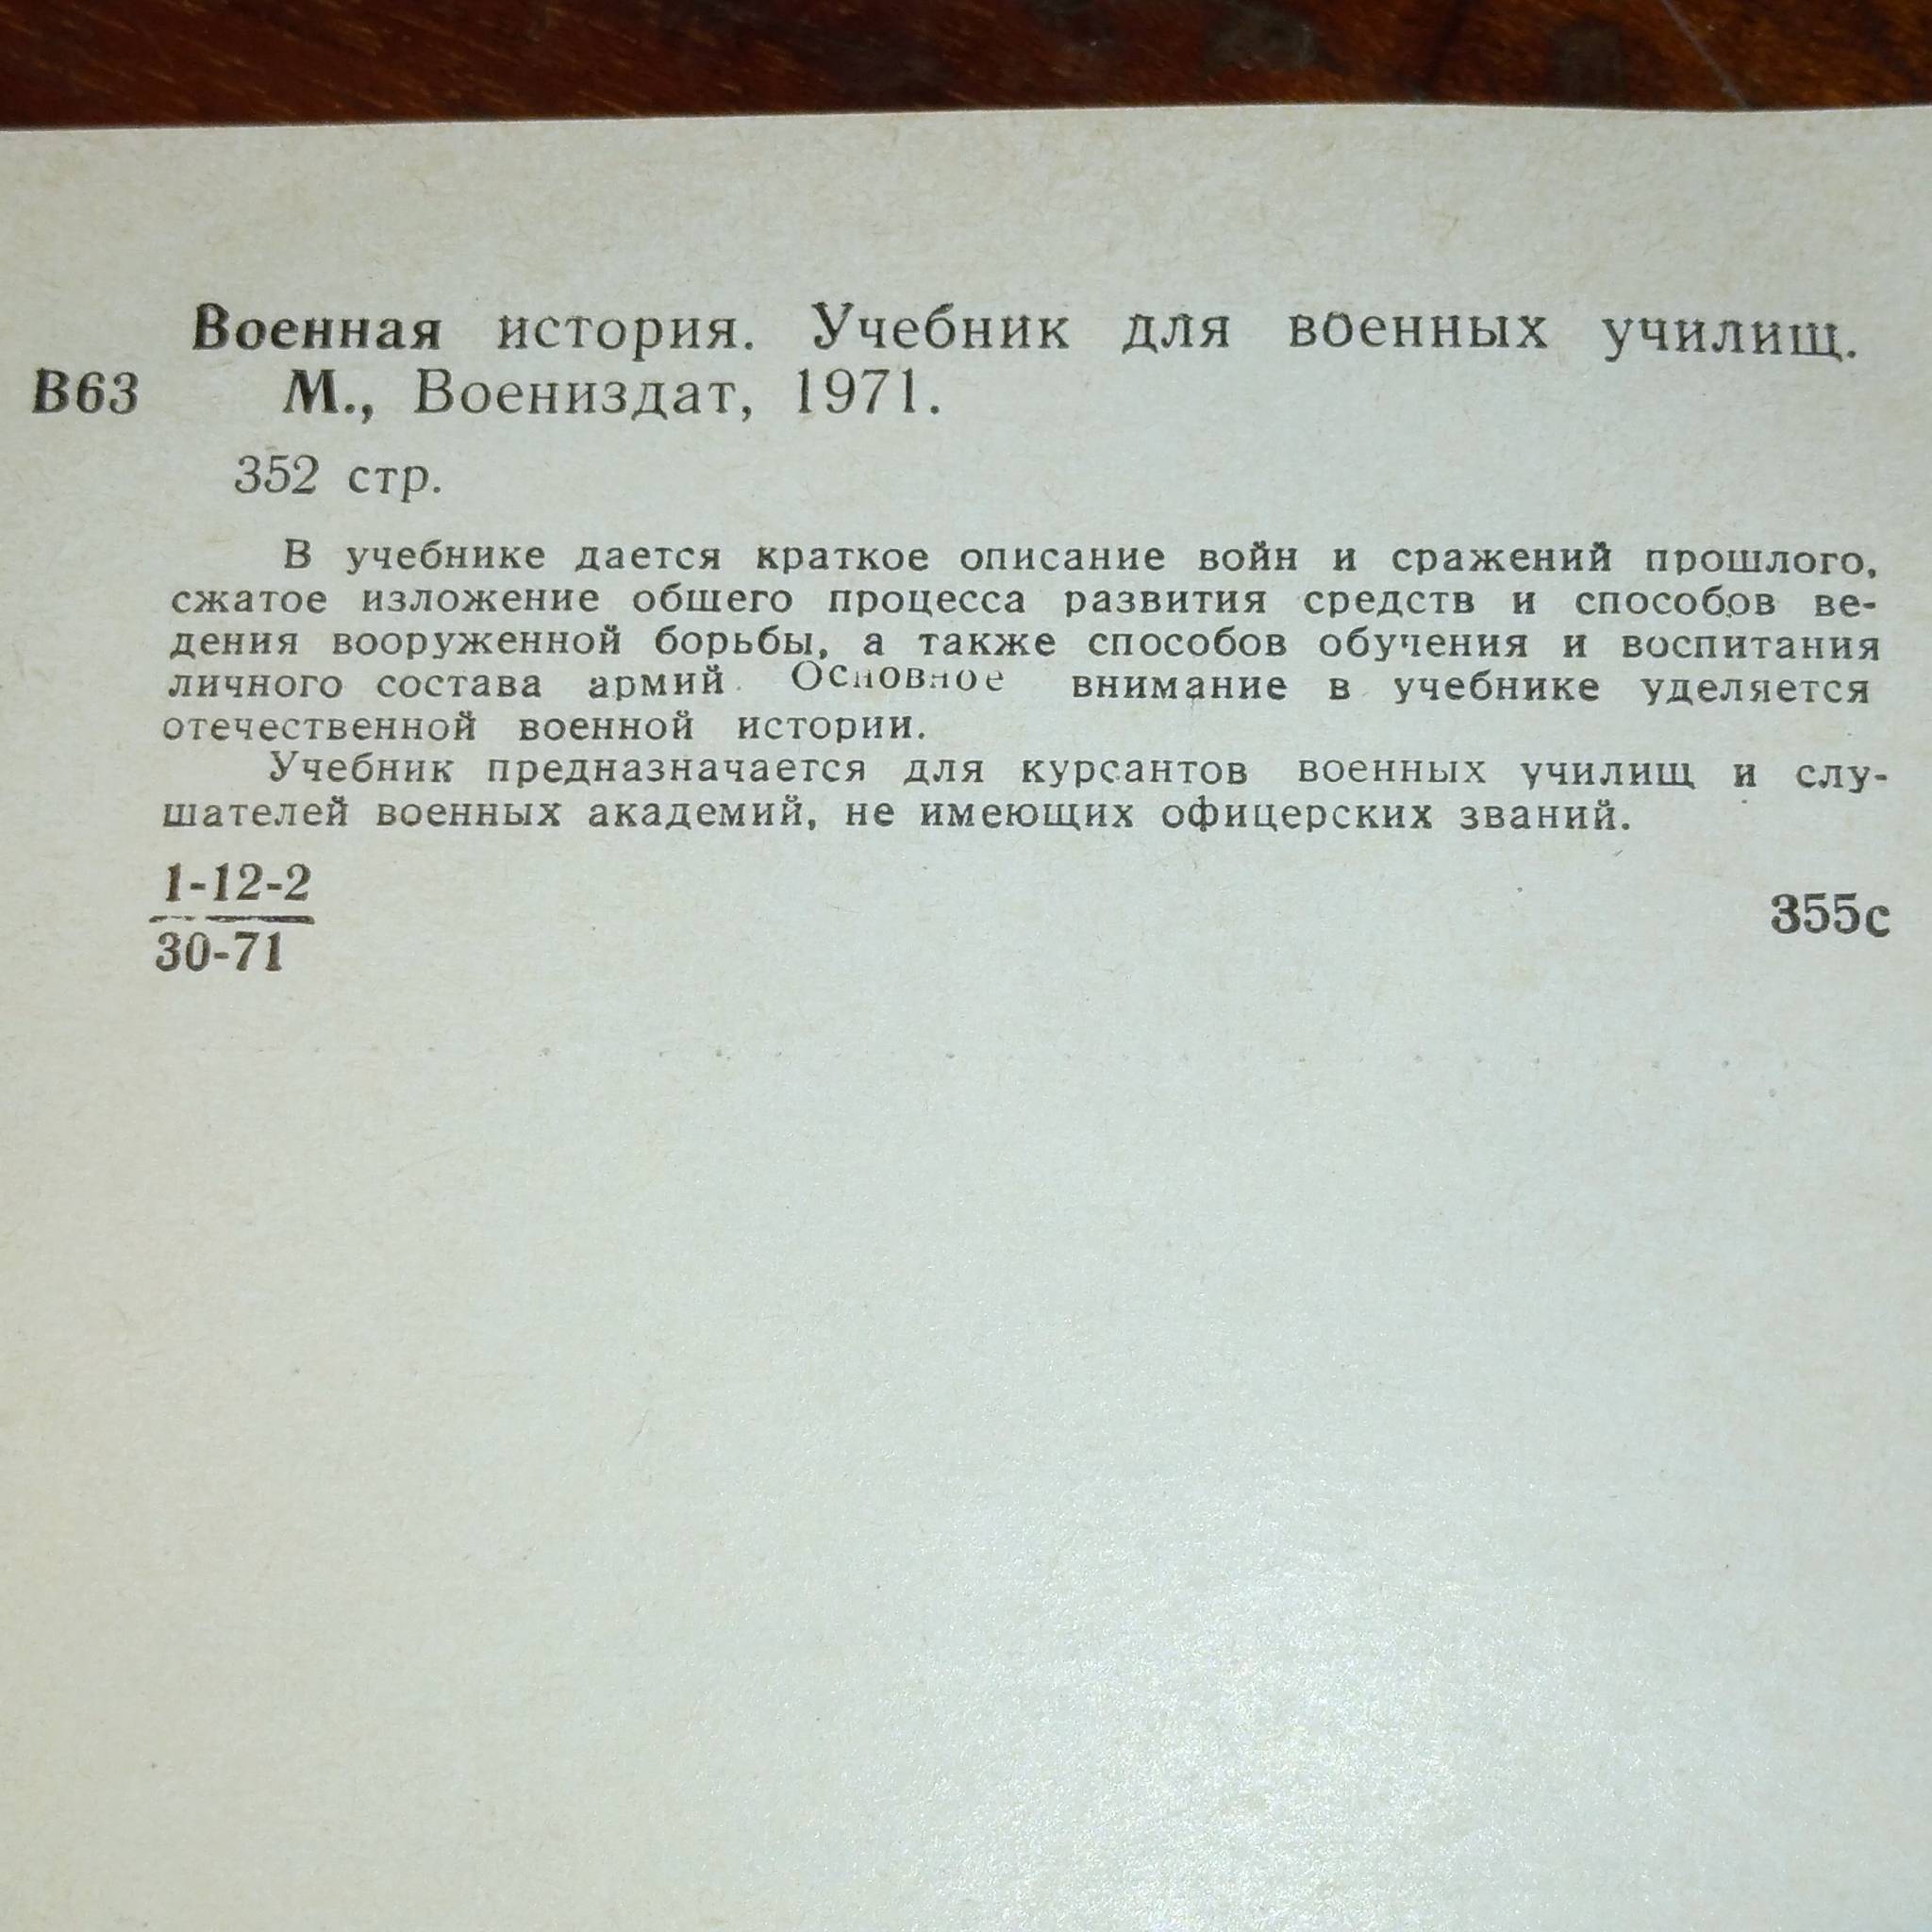 Военная история. Учебник для военных училищ.
В63 М., Воениздат, 1971.
352 стр.
В учебнике дается краткое описание войн и сражений прошлого,
сжатое изложение общего процесса развития средств и способов ве-
дения вооруженной борьбы, а также способов обучения и воспитания
личного состава армий. Основное внимание в учебнике уделяется
отечественной военной истории.
Учебник предназначается для курсантов военных училищ и слу-
шателей военных академий, не имеющих офицерских званий.
1-12-2
30-71
355с